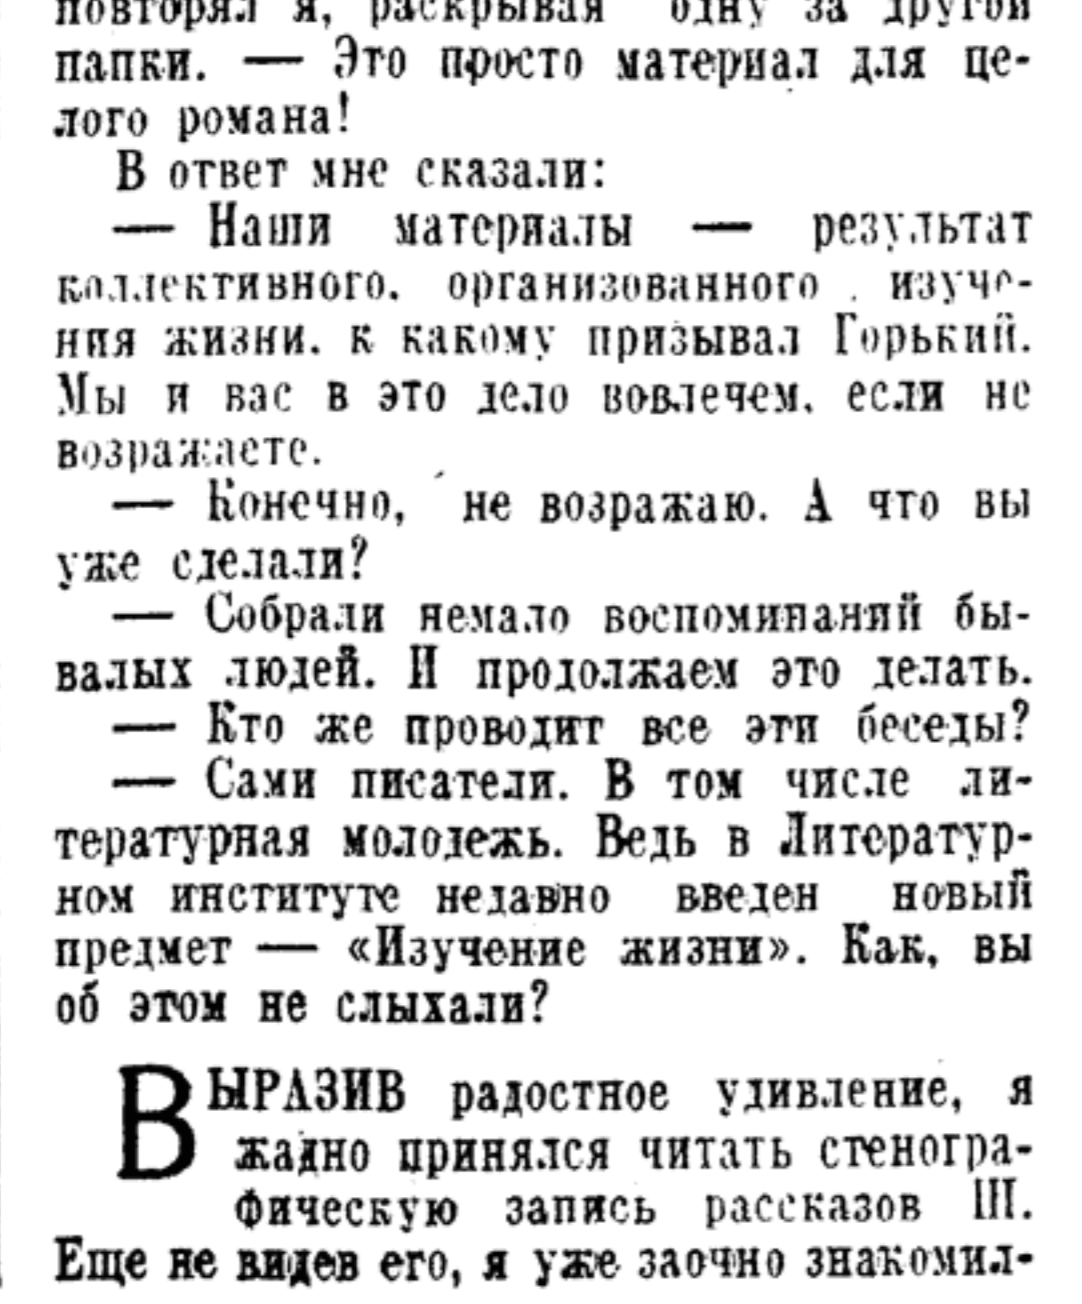 повторял я, раскрывая одну за другой
папки. — Это просто материал для це-
лого романа!
В ответ мне сказали:
— Наши материалы — результат
коллективного, организованного изуче-
ния жизни, к какому призывал Горький.
Мы и вас в это дело вовлечем, если не
возражаете.
— Конечно, не возражаю. А что вы
уже сделали?
— Собрали немало воспоминаний бы-
валых людей. И продолжаем это делать.
— Кто же проводит все эти беседы?
— Сами писатели. В том числе ли-
тературная молодежь. Ведь в Литератур-
ном институте недавно введен новый
предмет — «Изучение жизни». Как, вы
об этом не слыхали?
ВЫРАЗИВ радостное удивление, я
жадно принялся читать стеногра-
фическую запись рассказов Ш.
Еще не видев его, я уже заочно знакомил-